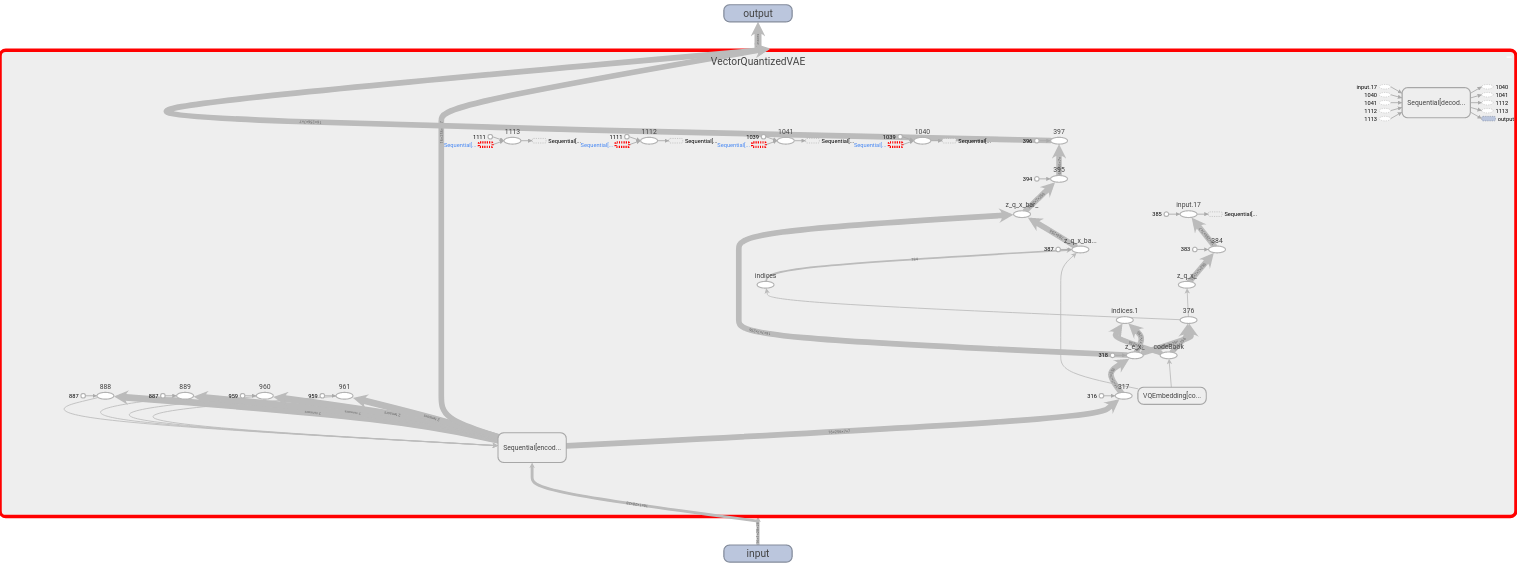 output
VectorQuantizedVAE
input.17
1040
1041
1112
1113
Sequential[decod...
1040
1041
1112
1113
output
1111
Sequential[...
1113
Sequential[...
1111
Sequential[...
1112
Sequential[...
1039
Sequential[...
1041
Sequential[...
1039
Sequential[...
1040
Sequential[...
396
397
394
395
z_q_x_bar_
385
input.17
Sequential[...
387
z_q_x_ba...
383
384
indices
z_q_x_
indices.1
376
318
z_e_x_
codeBook
887
888
887
889
959
960
959
961
316
317
VQEmbedding[co...
Sequential[encod...
input